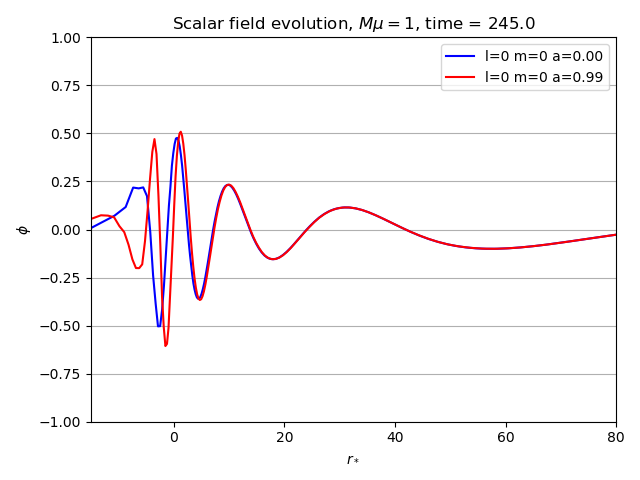 Scalar field evolution, Mμ = 1, time = 245.0
1.00
0.75
0.50
0.25
0.00
−0.25
−0.50
−0.75
−1.00
ϕ
l=0 m=0 a=0.00
l=0 m=0 a=0.99
0 20 40 60 80
r*